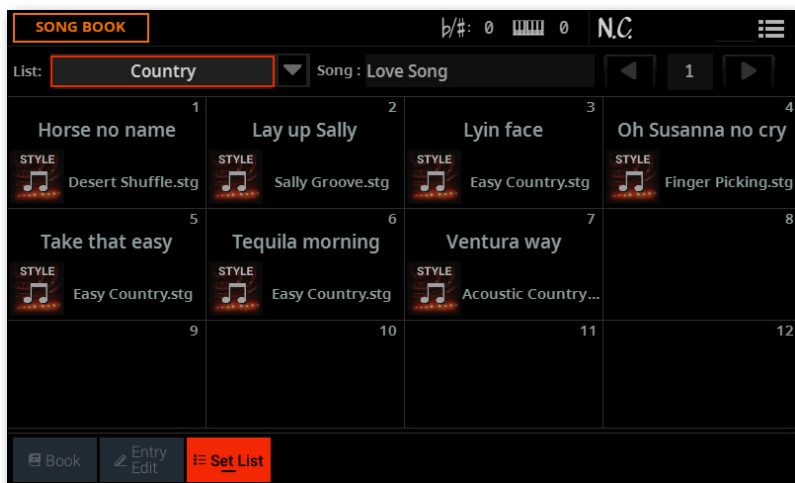 SONG BOOK
♭/♯: 0 0 N.C.
List: Country Song : Love Song 1
1 2 3 4
Horse no name Lay up Sally Lyin face Oh Susanna no cry
STYLE STYLE STYLE STYLE
Desert Shuffle.stg Sally Groove.stg Easy Country.stg Finger Picking.stg
5 6 7 8
Take that easy Tequila morning Ventura way
STYLE STYLE STYLE
Easy Country.stg Easy Country.stg Acoustic Country...
9 10 11 12
Book Entry Edit Set List